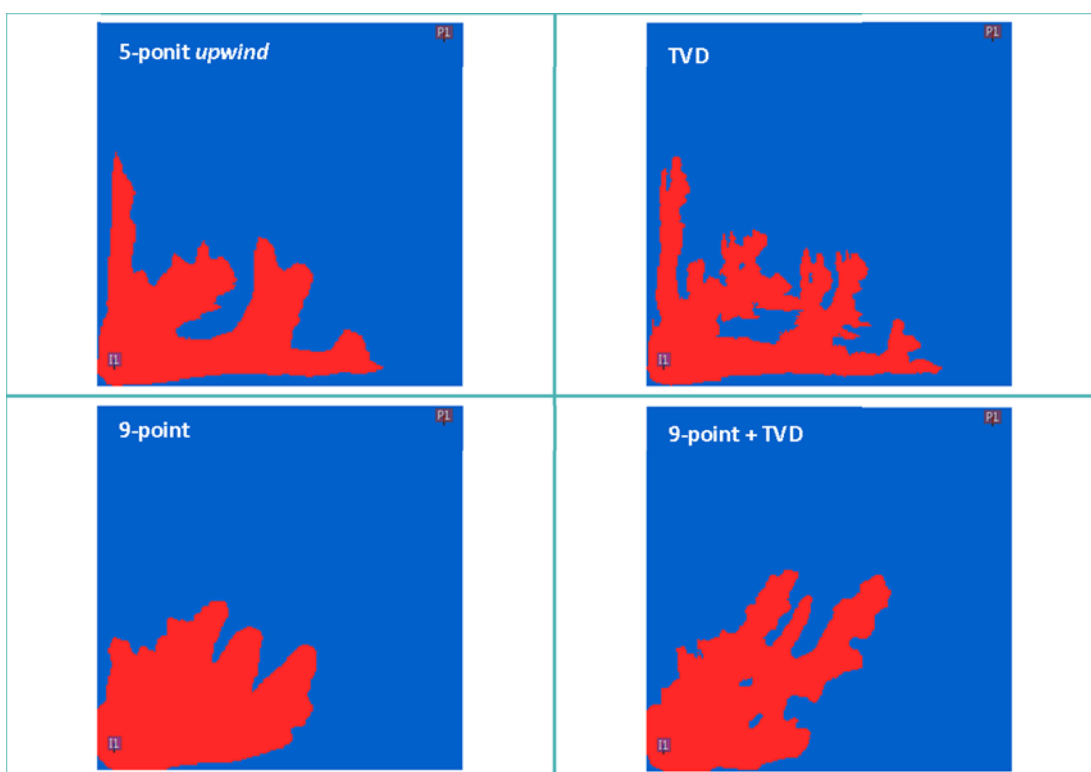 P1
5-ponit upwind
I1
P1
TVD
I1
P1
9-point
I1
P1
9-point + TVD
I1